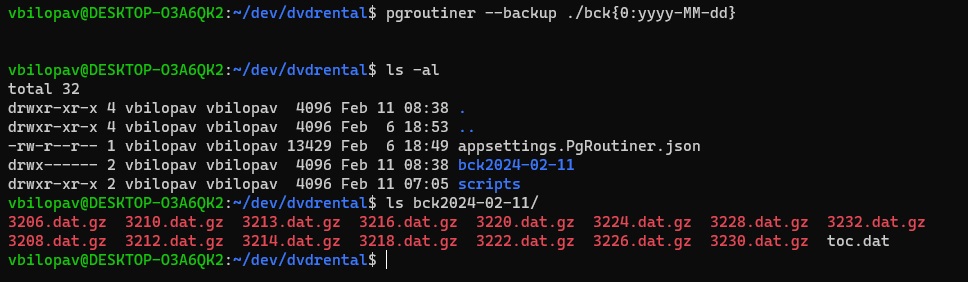 vbilopav@DESKTOP-O3A6QK2:~/dev/dvdrental$ pgroutiner --backup ./bck{0:yyyy-MM-dd}
vbilopav@DESKTOP-O3A6QK2:~/dev/dvdrental$ ls -al
total 32
drwxr-xr-x 4 vbilopav vbilopav  4096 Feb 11 08:38 .
drwxr-xr-x 4 vbilopav vbilopav  4096 Feb  6 18:53 ..
-rw-r--r-- 1 vbilopav vbilopav 13429 Feb  6 18:49 appsettings.PgRoutiner.json
drwx------ 2 vbilopav vbilopav  4096 Feb 11 08:38 bck2024-02-11
drwxr-xr-x 2 vbilopav vbilopav  4096 Feb 11 07:05 scripts
vbilopav@DESKTOP-O3A6QK2:~/dev/dvdrental$ ls bck2024-02-11/
3206.dat.gz  3210.dat.gz  3213.dat.gz  3216.dat.gz  3220.dat.gz  3224.dat.gz  3228.dat.gz  3232.dat.gz
3208.dat.gz  3212.dat.gz  3214.dat.gz  3218.dat.gz  3222.dat.gz  3226.dat.gz  3230.dat.gz  toc.dat
vbilopav@DESKTOP-O3A6QK2:~/dev/dvdrental$